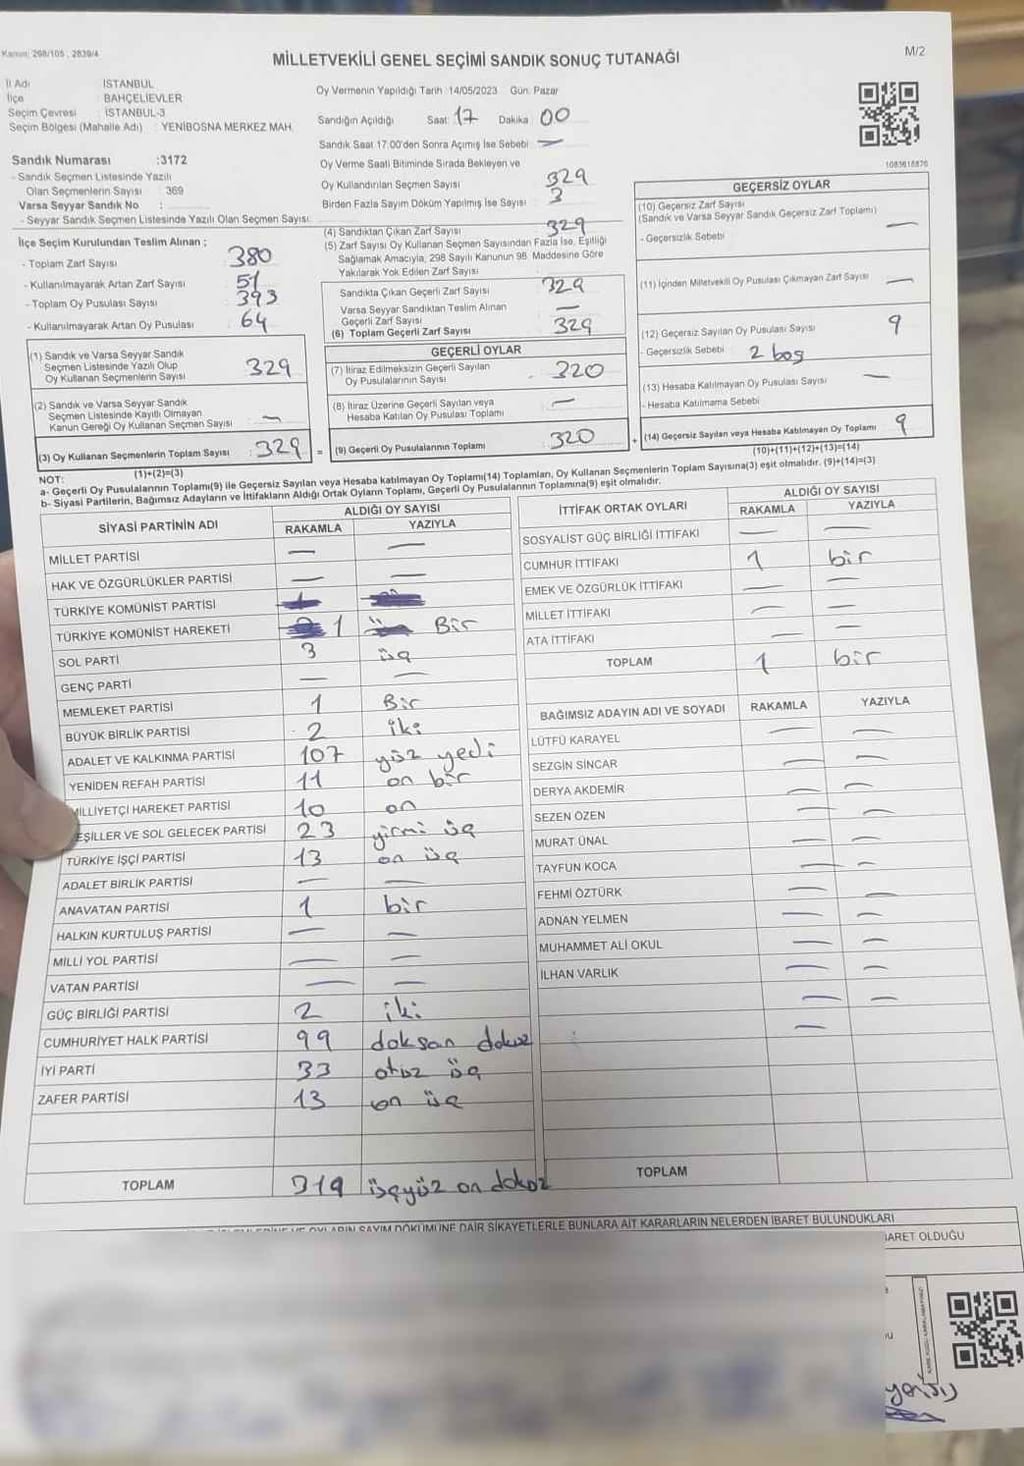 Kanun: 298/105 , 2839/4
MİLLETVEKİLİ GENEL SEÇİMİ SANDIK SONUÇ TUTANAĞI
M/2
İl Adı İSTANBUL
İlçe BAHÇELİEVLER
Seçim Çevresi : İSTANBUL-3
Seçim Bölgesi (Mahalle Adı) : YENİBOSNA MERKEZ MAH.
Sandık Numarası :3172
- Sandık Seçmen Listesinde Yazılı
Olan Seçmenlerin Sayısı : 369
Varsa Seyyar Sandık No :
- Seyyar Sandık Seçmen Listesinde Yazılı Olan Seçmen Sayısı:
Oy Vermenin Yapıldığı Tarih :14/05/2023 Gün: Pazar
Sandığın Açıldığı Saat: 17 Dakika 00
Sandık Saat 17:00'den Sonra Açımış İse Sebebi —
Oy Verme Saati Bitiminde Sırada Bekleyen ve
Oy Kullandırılan Seçmen Sayısı 329
Birden Fazla Sayım Döküm Yapılmış İse Sayısı 3
(4) Sandıktan Çıkan Zarf Sayısı 329
(5) Zarf Sayısı Oy Kullanan Seçmen Sayısından Fazla İse, Eşitliği
Sağlamak Amacıyla, 298 Sayılı Kanunun 98. Maddesine Göre
Yakılarak Yok Edilen Zarf Sayısı
Sandıkta Çıkan Geçerli Zarf Sayısı 329
Varsa Seyyar Sandıktan Teslim Alınan
Geçerli Zarf Sayısı —
(6) Toplam Geçerli Zarf Sayısı 329
İlçe Seçim Kurulundan Teslim Alınan ;
- Toplam Zarf Sayısı 380
- Kullanılmayarak Artan Zarf Sayısı 51
- Toplam Oy Pusulası Sayısı 393
- Kullanılmayarak Artan Oy Pusulası 64
(1) Sandık ve Varsa Seyyar Sandık
Seçmen Listesinde Yazılı Olup
Oy Kullanan Seçmenlerin Sayısı 329
(2) Sandık ve Varsa Seyyar Sandık
Seçmen Listesinde Kayıtlı Olmayan
Kanun Gereği Oy Kullanan Seçmen Sayısı —
(3) Oy Kullanan Seçmenlerin Toplam Sayısı : 329
(1)+(2)=(3)
GEÇERLİ OYLAR
(7) İtiraz Edilmeksizin Geçerli Sayılan
Oy Pusulalarının Sayısı 320
(8) İtiraz Üzerine Geçerli Sayılan veya
Hesaba Katılan Oy Pusulası Toplamı —
= (9) Geçerli Oy Pusulalarının Toplamı 320
1083618870
GEÇERSİZ OYLAR
(10) Geçersiz Zarf Sayısı
(Sandık ve Varsa Seyyar Sandık Geçersiz Zarf Toplamı) —
- Geçersizlik Sebebi
(11) İçinden Milletvekili Oy Pusulası Çıkmayan Zarf Sayısı —
(12) Geçersiz Sayılan Oy Pusulası Sayısı 9
- Geçersizlik Sebebi 2 boş
(13) Hesaba Katılmayan Oy Pusulası Sayısı —
- Hesaba Katılmama Sebebi
+ (14) Geçersiz Sayılan veya Hesaba Katılmayan Oy Toplamı 9
(10)+(11)+(12)+(13)=(14)
NOT:
a- Geçerli Oy Pusulalarının Toplamı(9) ile Geçersiz Sayılan veya Hesaba katılmayan Oy Toplamı(14) Toplamları, Oy Kullanan Seçmenlerin Toplam Sayısına(3) eşit olmalıdır. (9)+(14)=(3)
b- Siyasi Partilerin, Bağımsız Adayların ve İttifakların Aldığı Ortak Oyların Toplamı, Geçerli Oy Pusulalarının Toplamına(9) eşit olmalıdır.
SİYASİ PARTİNİN ADI ALDIĞI OY SAYISI
RAKAMLA YAZIYLA
MİLLET PARTİSİ — —
HAK VE ÖZGÜRLÜKLER PARTİSİ — —
TÜRKİYE KOMÜNİST PARTİSİ
TÜRKİYE KOMÜNİST HAREKETİ 1 Bir
SOL PARTİ 3 üç
GENÇ PARTİ — —
MEMLEKET PARTİSİ 1 Bir
BÜYÜK BİRLİK PARTİSİ 2 iki
ADALET VE KALKINMA PARTİSİ 107 yüz yedi
YENİDEN REFAH PARTİSİ 11 on bir
MİLLİYETÇİ HAREKET PARTİSİ 10 on
EŞİLLER VE SOL GELECEK PARTİSİ 23 yirmi üç
TÜRKİYE İŞÇİ PARTİSİ 13 on üç
ADALET BİRLİK PARTİSİ — —
ANAVATAN PARTİSİ 1 bir
HALKIN KURTULUŞ PARTİSİ — —
MİLLİ YOL PARTİSİ — —
VATAN PARTİSİ — —
GÜÇ BİRLİĞİ PARTİSİ 2 iki
CUMHURİYET HALK PARTİSİ 99 doksan dokuz
İYİ PARTİ 33 otuz üç
ZAFER PARTİSİ 13 on üç
TOPLAM 319 üçyüz on dokuz
İTTİFAK ORTAK OYLARI ALDIĞI OY SAYISI
RAKAMLA YAZIYLA
SOSYALİST GÜÇ BİRLİĞİ İTTİFAKI — —
CUMHUR İTTİFAKI 1 bir
EMEK VE ÖZGÜRLÜK İTTİFAKI — —
MİLLET İTTİFAKI — —
ATA İTTİFAKI — —
TOPLAM 1 bir
BAĞIMSIZ ADAYIN ADI VE SOYADI RAKAMLA YAZIYLA
LÜTFÜ KARAYEL — —
SEZGİN SİNCAR — —
DERYA AKDEMİR — —
SEZEN ÖZEN — —
MURAT ÜNAL — —
TAYFUN KOCA — —
FEHMİ ÖZTÜRK — —
ADNAN YELMEN — —
MUHAMMET ALİ OKUL — —
İLHAN VARLIK — —
— —
—
TOPLAM
OYLARIN SAYIM DÖKÜMÜNE DAİR ŞİKAYETLERLE BUNLARA AİT KARARLARIN NELERDEN İBARET BULUNDUKLARI
İBARET OLDUĞU